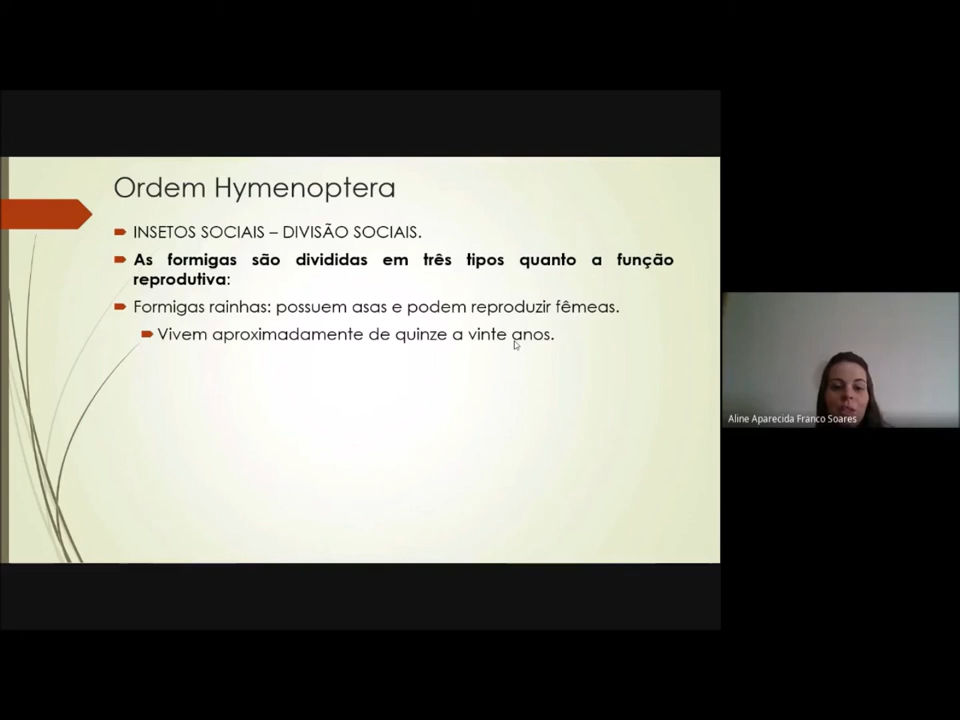 Ordem Hymenoptera
INSETOS SOCIAIS – DIVISÃO SOCIAIS.
As formigas são divididas em três tipos quanto a função
reprodutiva:
Formigas rainhas: possuem asas e podem reproduzir fêmeas.
Vivem aproximadamente de quinze a vinte anos.
Aline Aparecida Franco Soares